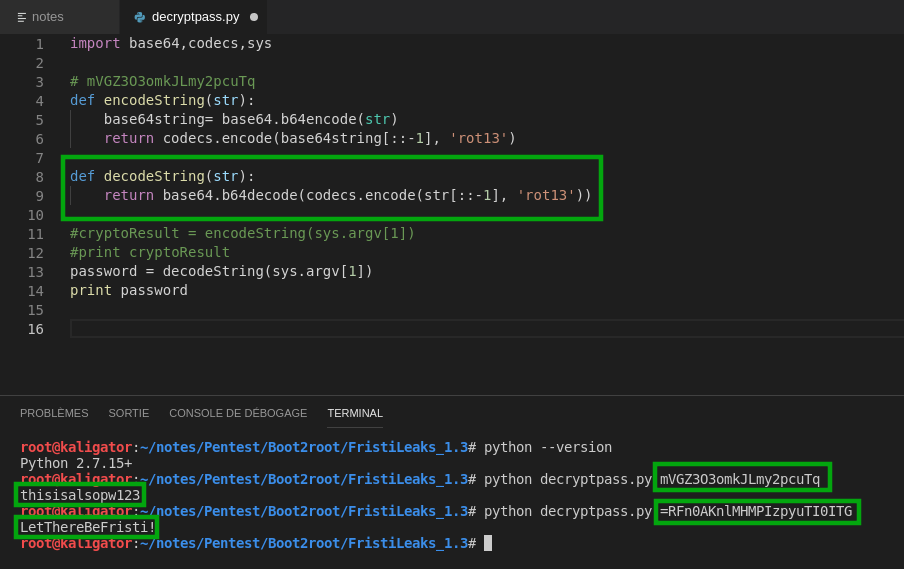 notes
decryptpass.py
1 import base64,codecs,sys
2
3 # mVGZ3O3omkJLmy2pcuTq
4 def encodeString(str):
5     base64string= base64.b64encode(str)
6     return codecs.encode(base64string[::-1], 'rot13')
7
8 def decodeString(str):
9     return base64.b64decode(codecs.encode(str[::-1], 'rot13'))
10
11 #cryptoResult = encodeString(sys.argv[1])
12 #print cryptoResult
13 password = decodeString(sys.argv[1])
14 print password
15
16
PROBLÈMES SORTIE CONSOLE DE DÉBOGAGE TERMINAL
root@kaligator:~/notes/Pentest/Boot2root/FristiLeaks_1.3# python --version
Python 2.7.15+
root@kaligator:~/notes/Pentest/Boot2root/FristiLeaks_1.3# python decryptpass.py mVGZ3O3omkJLmy2pcuTq
thisisalsopw123
root@kaligator:~/notes/Pentest/Boot2root/FristiLeaks_1.3# python decryptpass.py =RFn0AKnlMHMPIzpyuTI0ITG
LetThereBeFristi!
root@kaligator:~/notes/Pentest/Boot2root/FristiLeaks_1.3#